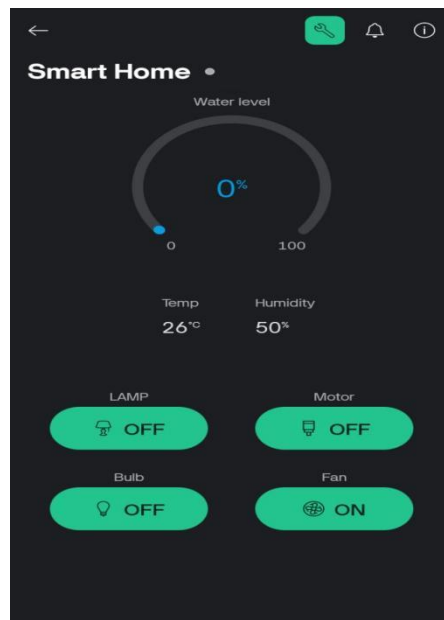 Smart Home
Water level
0%
0 100
Temp Humidity
26°C 50%
LAMP Motor
OFF OFF
Bulb Fan
OFF ON